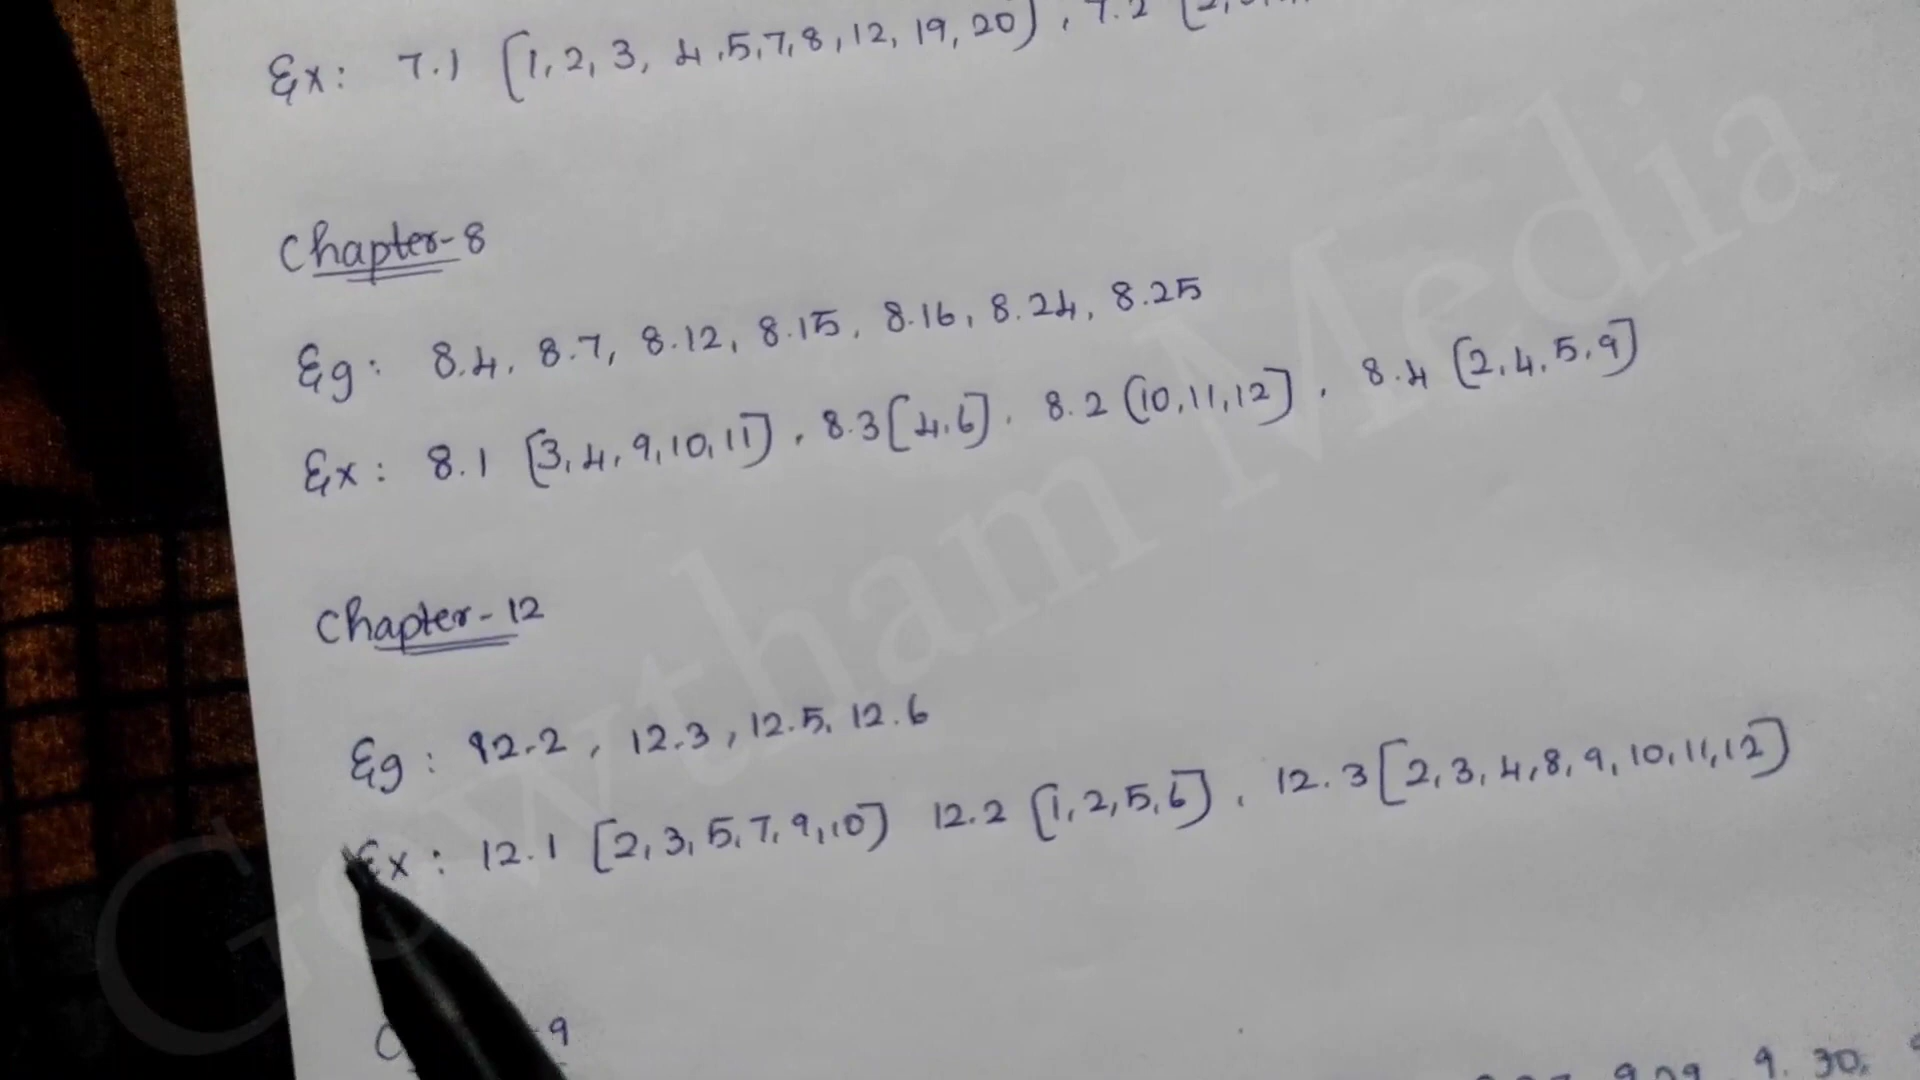 Ex: 7.1 [1, 2, 3, 4, 5, 7, 8, 12, 19, 20], 7.2
Chapter-8
Eg: 8.4, 8.7, 8.12, 8.15, 8.16, 8.24, 8.25
Ex: 8.1 [3, 4, 9, 10, 11], 8.3 [4, 6], 8.2 [10, 11, 12], 8.4 [2, 4, 5, 9]
Chapter-12
Eg: 12.2, 12.3, 12.5, 12.6
Ex: 12.1 [2, 3, 5, 7, 9, 10] 12.2 [1, 2, 5, 6], 12.3 [2, 3, 4, 8, 9, 10, 11, 12]
9
9.30,
Gowtham Media